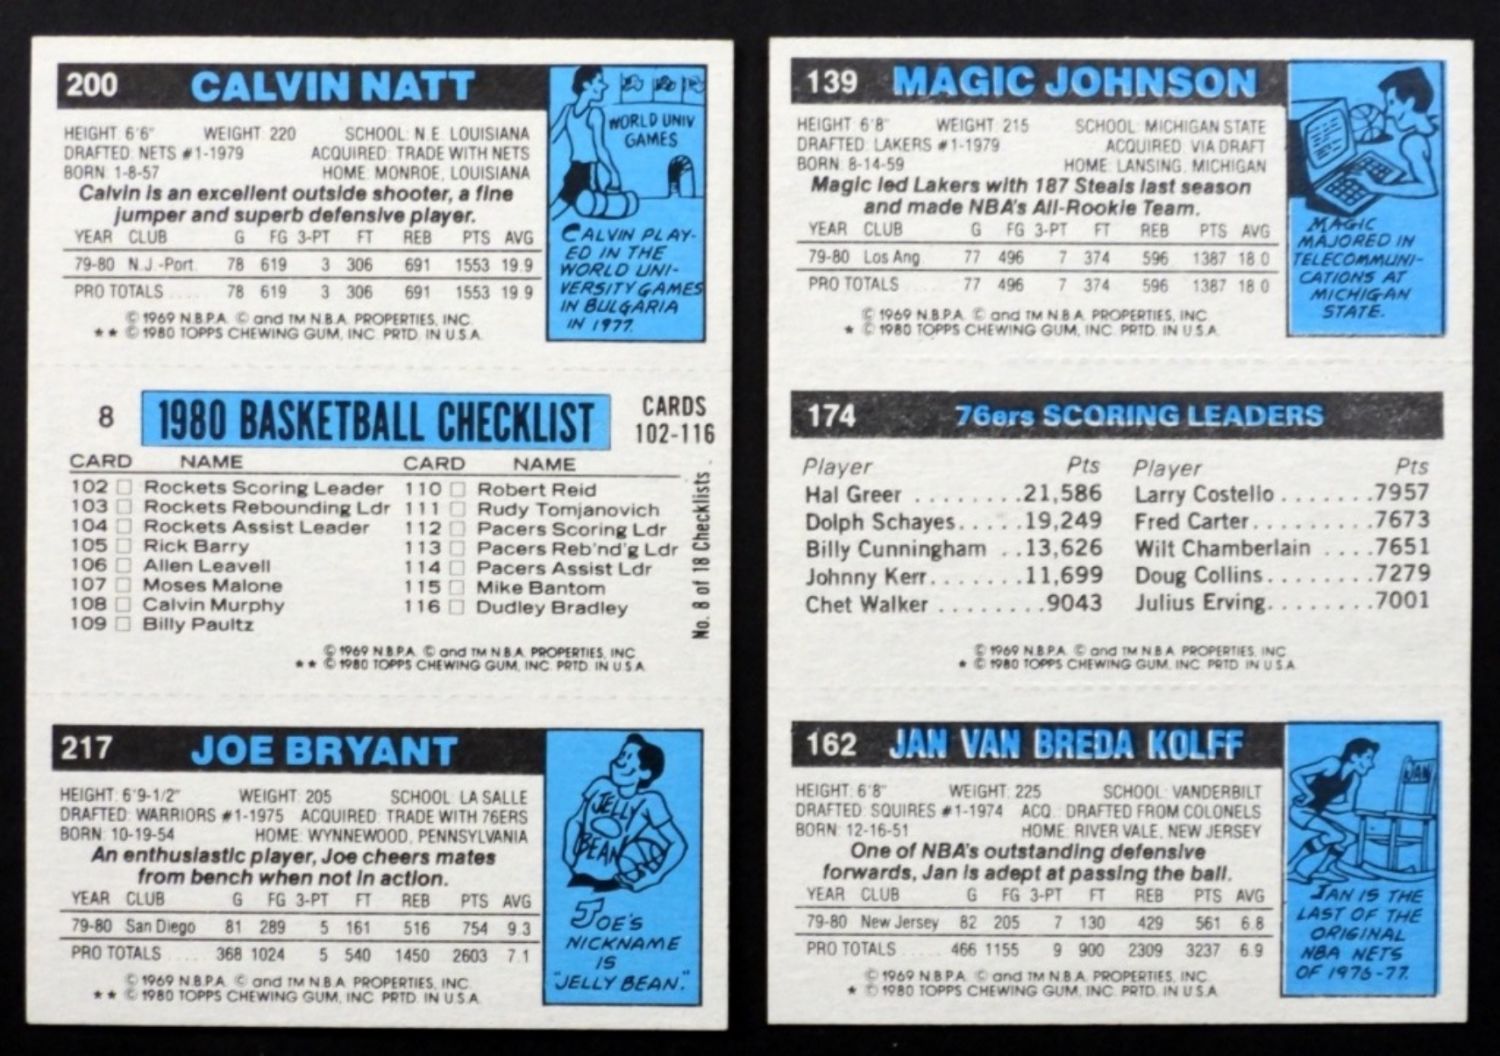 200 CALVIN NATT
HEIGHT: 6'6" WEIGHT: 220 SCHOOL: N.E. LOUISIANA
DRAFTED: NETS #1-1979 ACQUIRED: TRADE WITH NETS
BORN: 1-8-57 HOME: MONROE, LOUISIANA
Calvin is an excellent outside shooter, a fine
jumper and superb defensive player.
YEAR CLUB G FG 3-PT FT REB PTS AVG
79-80 N.J.-Port. 78 619 3 306 691 1553 19.9
PRO TOTALS .... 78 619 3 306 691 1553 19.9
© 1969 N.B.P.A. © and TM N.B.A. PROPERTIES, INC.
** © 1980 TOPPS CHEWING GUM, INC. PRTD. IN U.S.A.
WORLD UNIV
GAMES
CALVIN PLAY-
ED IN THE
WORLD UNI-
VERSITY GAMES
IN BULGARIA
IN 1977.
8 1980 BASKETBALL CHECKLIST CARDS
102-116
CARD NAME CARD NAME
102 □ Rockets Scoring Leader 110 □ Robert Reid
103 □ Rockets Rebounding Ldr 111 □ Rudy Tomjanovich
104 □ Rockets Assist Leader 112 □ Pacers Scoring Ldr
105 □ Rick Barry 113 □ Pacers Reb'nd'g Ldr
106 □ Allen Leavell 114 □ Pacers Assist Ldr
107 □ Moses Malone 115 □ Mike Bantom
108 □ Calvin Murphy 116 □ Dudley Bradley
109 □ Billy Paultz
No. 8 of 18 Checklists
© 1969 N.B.P.A. © and TM N.B.A. PROPERTIES, INC.
** © 1980 TOPPS CHEWING GUM, INC. PRTD. IN U.S.A.
217 JOE BRYANT
HEIGHT: 6'9-1/2" WEIGHT: 205 SCHOOL: LA SALLE
DRAFTED: WARRIORS #1-1975 ACQUIRED: TRADE WITH 76ERS
BORN: 10-19-54 HOME: WYNNEWOOD, PENNSYLVANIA
An enthusiastic player, Joe cheers mates
from bench when not in action.
YEAR CLUB G FG 3-PT FT REB PTS AVG
79-80 San Diego 81 289 5 161 516 754 9.3
PRO TOTALS .... 368 1024 5 540 1450 2603 7.1
© 1969 N.B.P.A. © and TM N.B.A. PROPERTIES, INC.
** © 1980 TOPPS CHEWING GUM, INC. PRTD. IN U.S.A.
JELLY
BEAN
JOE'S
NICKNAME
IS
"JELLY BEAN."
139 MAGIC JOHNSON
HEIGHT: 6'8" WEIGHT: 215 SCHOOL: MICHIGAN STATE
DRAFTED: LAKERS #1-1979 ACQUIRED: VIA DRAFT
BORN: 8-14-59 HOME: LANSING, MICHIGAN
Magic led Lakers with 187 Steals last season
and made NBA's All-Rookie Team.
YEAR CLUB G FG 3-PT FT REB PTS AVG
79-80 Los Ang 77 496 7 374 596 1387 18.0
PRO TOTALS .... 77 496 7 374 596 1387 18.0
© 1969 N.B.P.A. © and TM N.B.A. PROPERTIES, INC.
* © 1980 TOPPS CHEWING GUM, INC. PRTD. IN U.S.A.
MAGIC
MAJORED IN
TELECOMMUNI-
CATIONS AT
MICHIGAN
STATE.
174 76ers SCORING LEADERS
Player Pts Player Pts
Hal Greer ........21,586 Larry Costello .......7957
Dolph Schayes.....19,249 Fred Carter.........7673
Billy Cunningham ..13,626 Wilt Chamberlain ....7651
Johnny Kerr.......11,699 Doug Collins........7279
Chet Walker ........9043 Julius Erving........7001
© 1969 N.B.P.A. © and TM N.B.A. PROPERTIES, INC.
* © 1980 TOPPS CHEWING GUM, INC. PRTD. IN U.S.A.
162 JAN VAN BREDA KOLFF
HEIGHT: 6'8" WEIGHT: 225 SCHOOL: VANDERBILT
DRAFTED: SQUIRES #1-1974 ACQ.: DRAFTED FROM COLONELS
BORN: 12-16-51 HOME: RIVER VALE, NEW JERSEY
One of NBA's outstanding defensive
forwards, Jan is adept at passing the ball.
YEAR CLUB G FG 3-PT FT REB PTS AVG
79-80 New Jersey 82 205 7 130 429 561 6.8
PRO TOTALS .... 466 1155 9 900 2309 3237 6.9
© 1969 N.B.P.A. © and TM N.B.A. PROPERTIES, INC.
* © 1980 TOPPS CHEWING GUM, INC. PRTD. IN U.S.A.
JAN
JAN IS THE
LAST OF THE
ORIGINAL
NBA NETS
OF 1976-77.